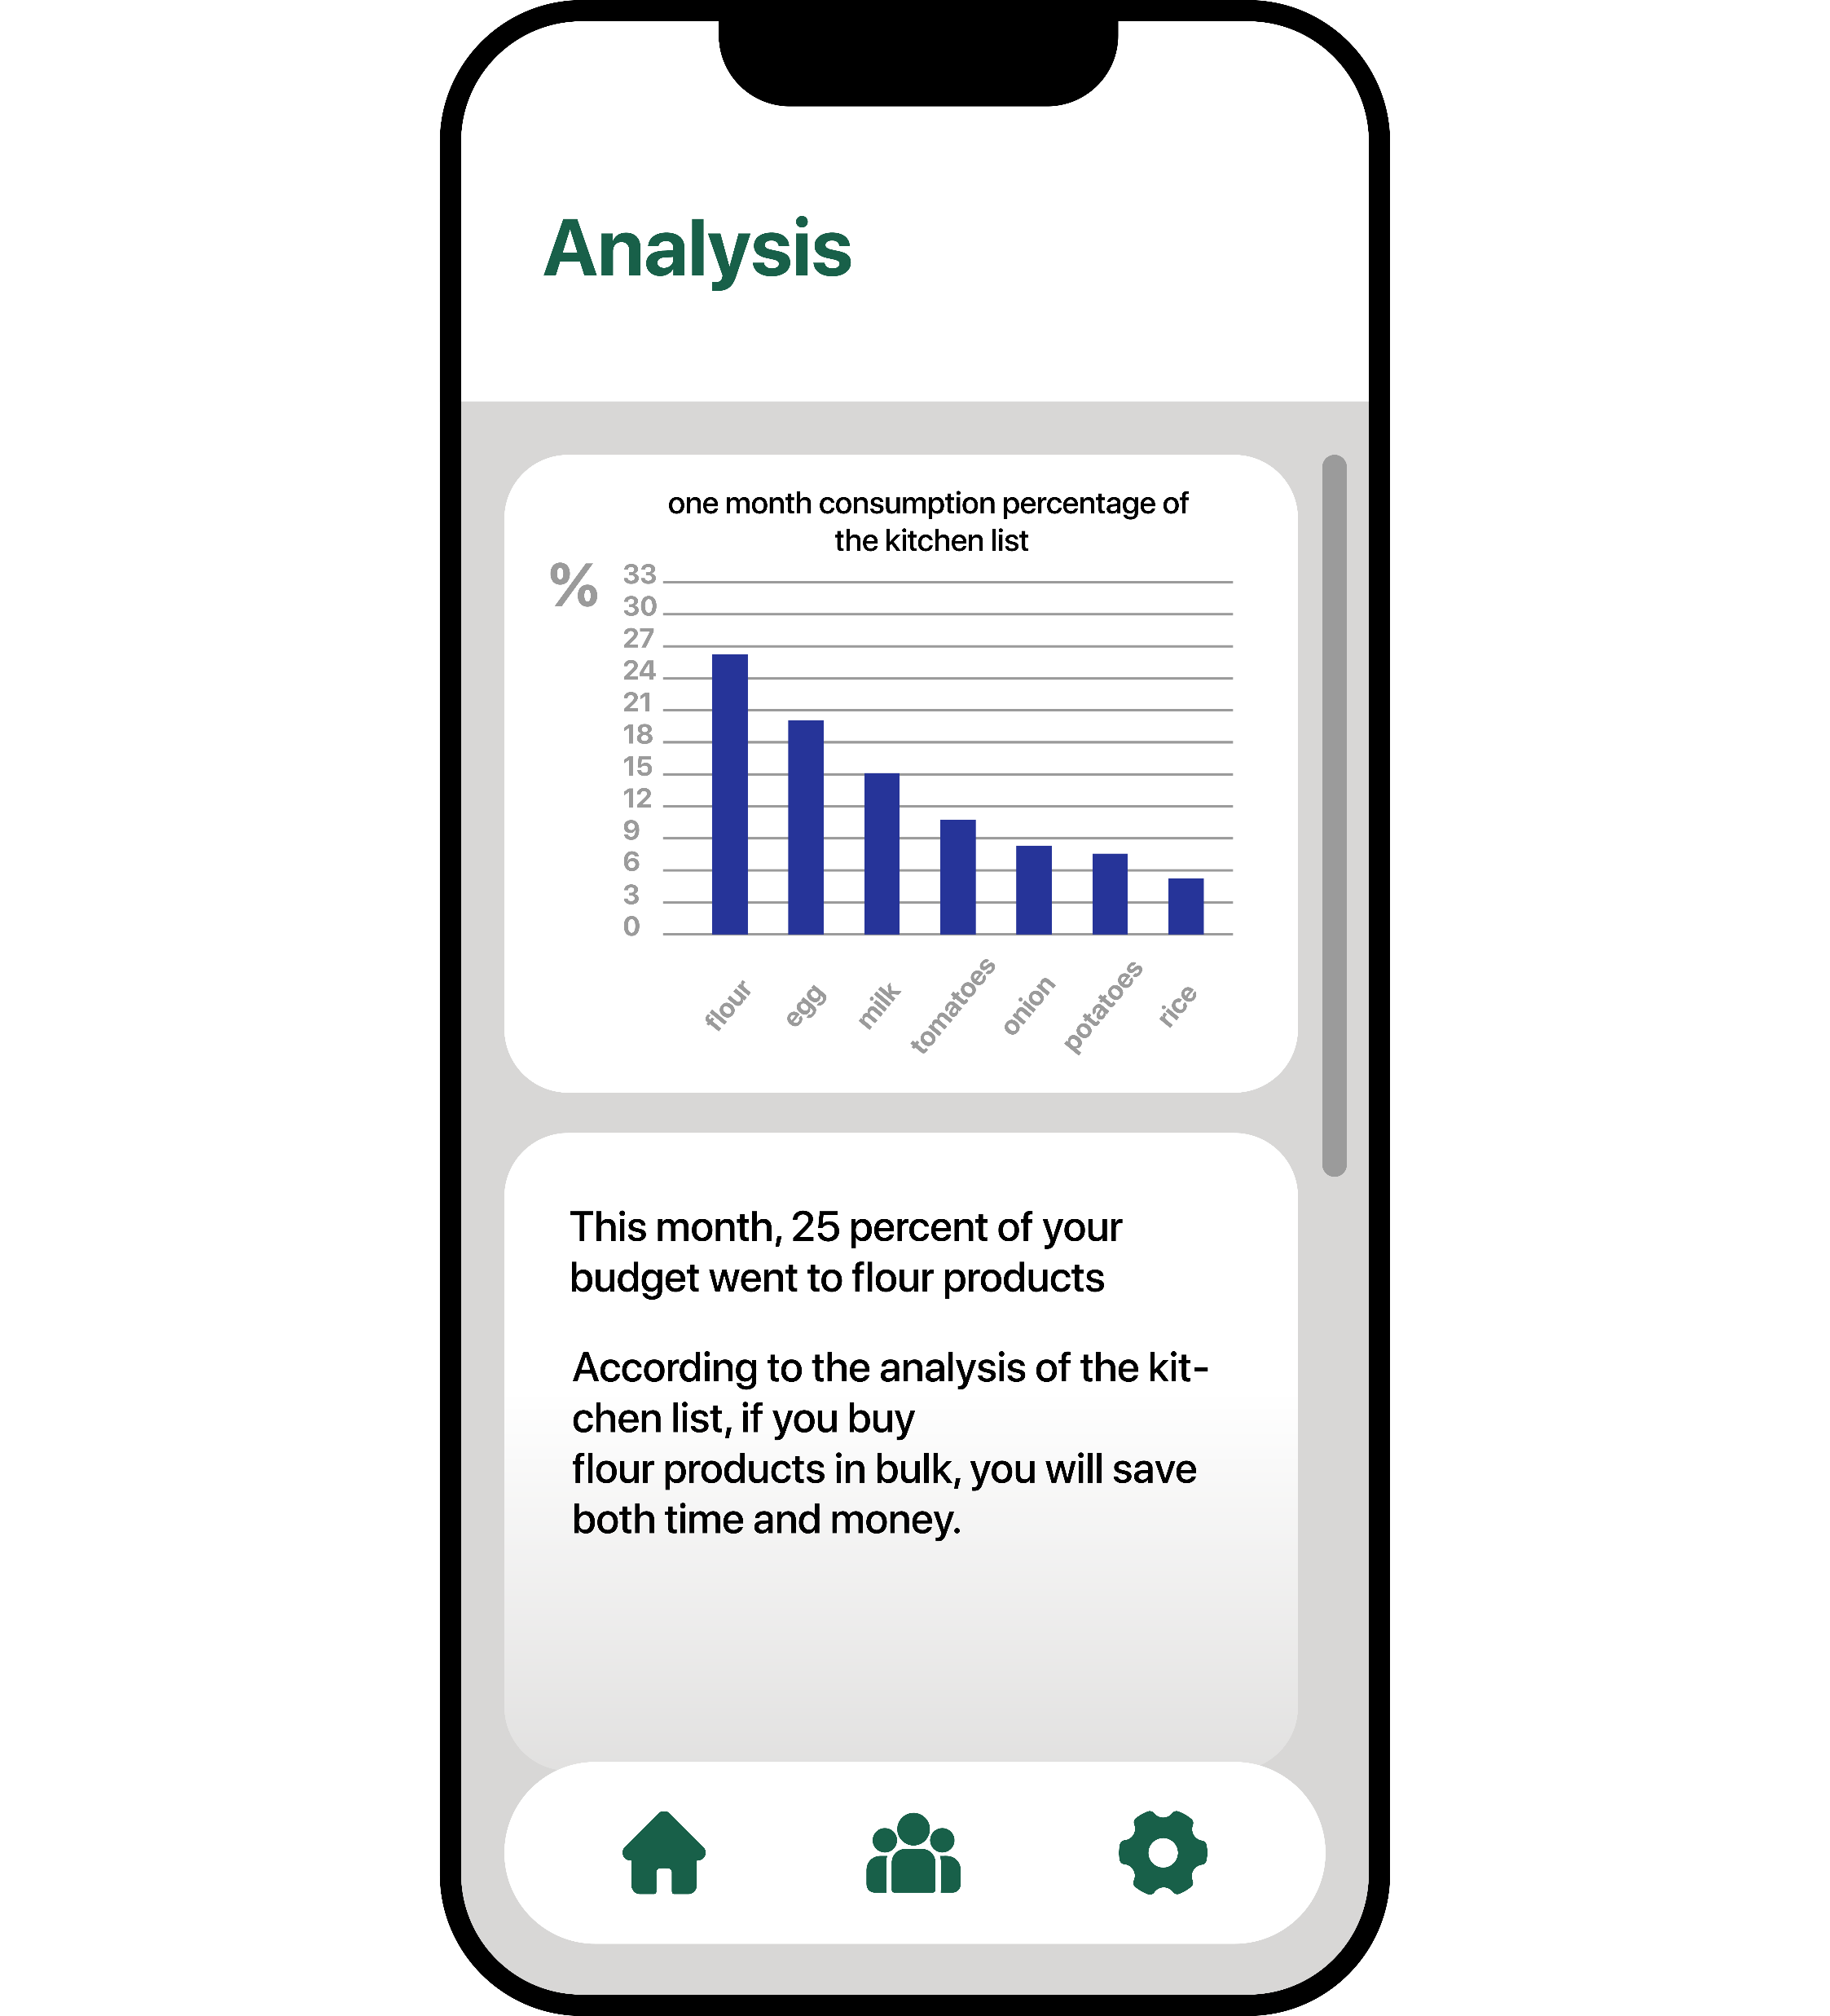 Analysis
one month consumption percentage of
the kitchen list
%
33
30
27
24
21
18
15
12
9
6
3
0
flour
egg
milk
tomatoes
onion
potatoes
rice
This month, 25 percent of your
budget went to flour products
According to the analysis of the kit-
chen list, if you buy
flour products in bulk, you will save
both time and money.